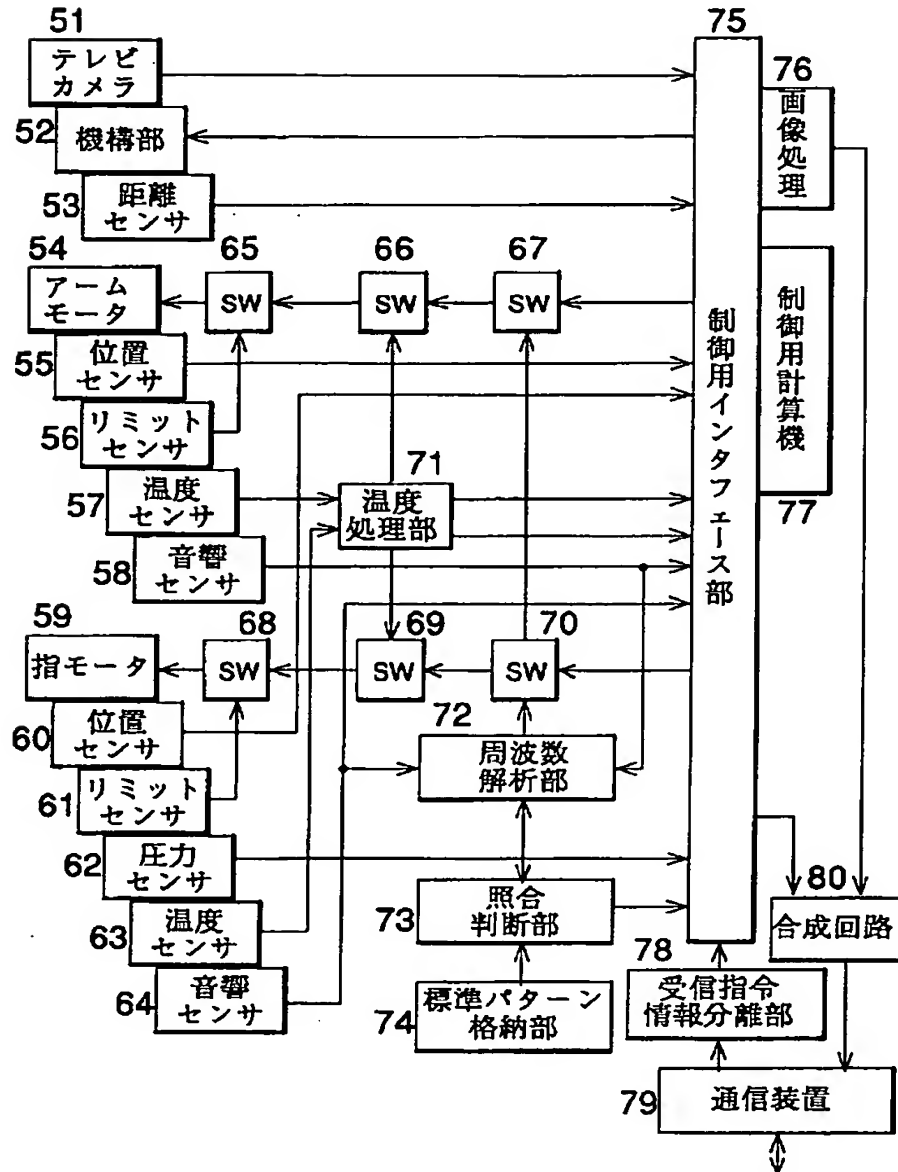 51
テレビ
カメラ
52
機構部
53
距離
センサ
54
アーム
モータ
55
位置
センサ
56
リミット
センサ
57
温度
センサ
58
音響
センサ
59
指モータ
60
位置
センサ
61
リミット
センサ
62
圧力
センサ
63
温度
センサ
64
音響
センサ
65
SW
66
SW
67
SW
68
SW
69
SW
70
SW
71
温度
処理部
72
周波数
解析部
73
照合
判断部
74
標準パターン
格納部
75
制御用インタフェース部
76
画像処理
制御用計算機
77
78
受信指令
情報分離部
79
通信装置
80
合成回路